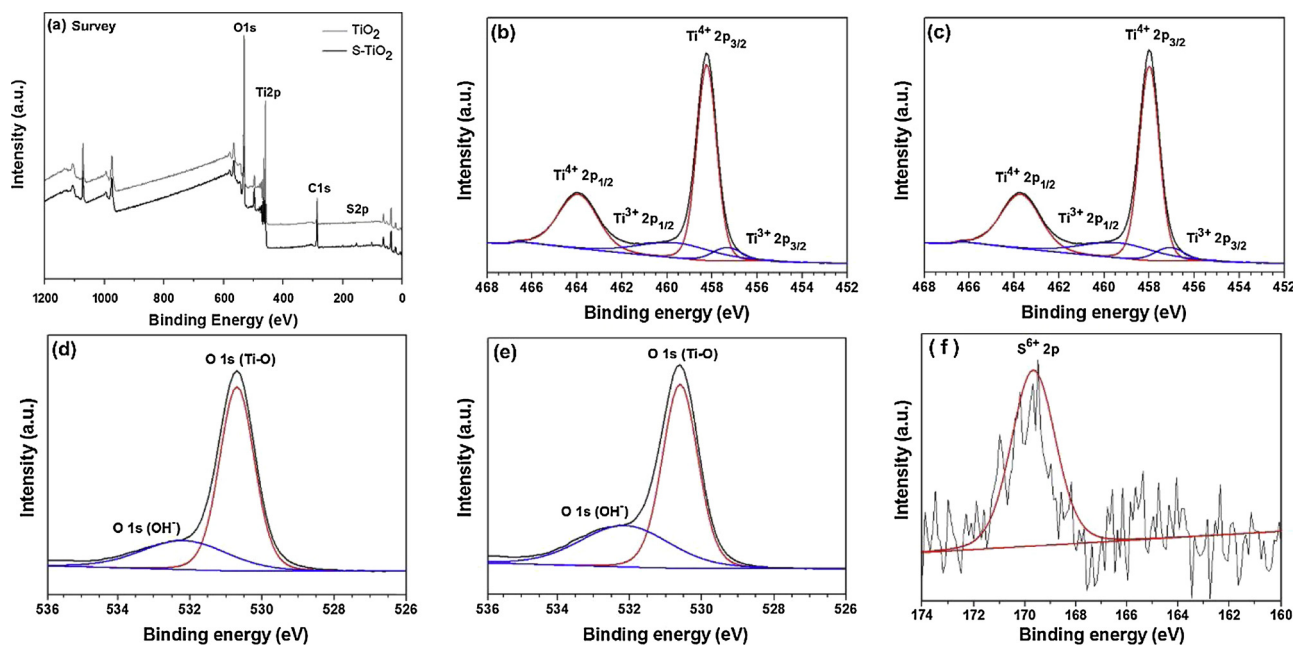 (a) Survey
TiO₂
S-TiO₂
O1s
Ti2p
C1s
S2p
Intensity (a.u.)
1200 1000 800 600 400 200 0
Binding Energy (eV)
(b)
Ti⁴⁺ 2p₃/₂
Ti⁴⁺ 2p₁/₂
Ti³⁺ 2p₁/₂
Ti³⁺ 2p₃/₂
Intensity (a.u.)
468 466 464 462 460 458 456 454 452
Binding energy (eV)
(c)
Ti⁴⁺ 2p₃/₂
Ti⁴⁺ 2p₁/₂
Ti³⁺ 2p₁/₂
Ti³⁺ 2p₃/₂
Intensity (a.u.)
468 466 464 462 460 458 456 454 452
Binding energy (eV)
(d)
O 1s (Ti-O)
O 1s (OH⁻)
Intensity (a.u.)
536 534 532 530 528 526
Binding energy (eV)
(e)
O 1s (Ti-O)
O 1s (OH⁻)
Intensity (a.u.)
536 534 532 530 528 526
Binding energy (eV)
(f)
S⁶⁺ 2p
Intensity (a.u.)
174 172 170 168 166 164 162 160
Binding energy (eV)